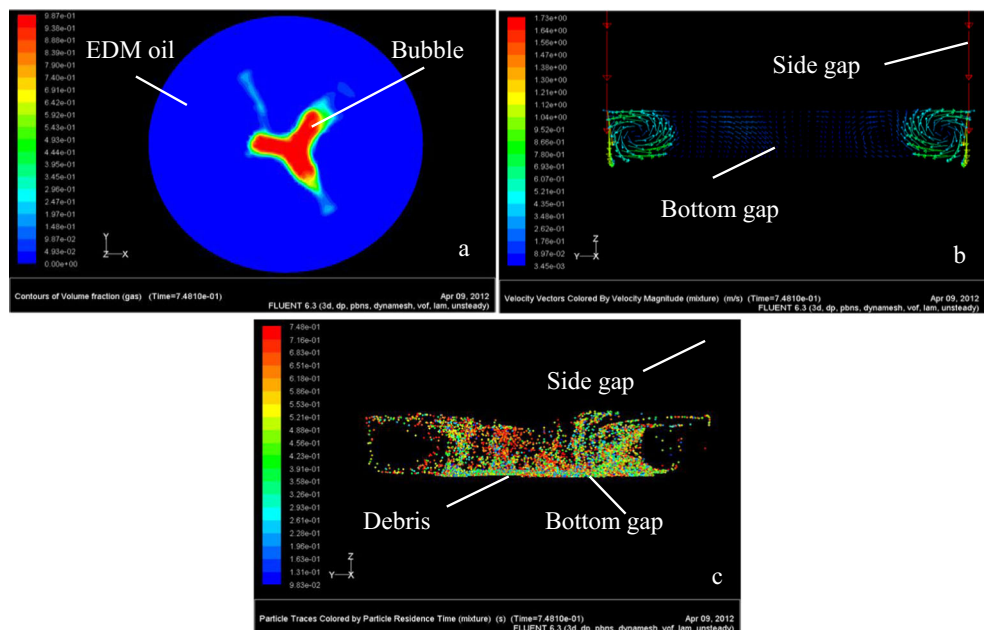 9.87e-01
9.38e-01
8.88e-01
8.39e-01
7.90e-01
7.40e-01
6.91e-01
6.42e-01
5.92e-01
5.43e-01
4.94e-01
4.44e-01
3.95e-01
3.45e-01
2.96e-01
2.47e-01
1.97e-01
1.48e-01
9.87e-02
4.93e-02
0.00e+00
EDM oil
Bubble
Y
Z
X
a
Contours of Volume fraction (gas) (Time=7.4810e-01)
Apr 09, 2012
FLUENT 6.3 (3d, dp, pbns, dynamesh, vof, lam, unsteady)
1.73e+00
1.64e+00
1.56e+00
1.47e+00
1.38e+00
1.30e+00
1.21e+00
1.12e+00
1.04e+00
9.52e-01
8.66e-01
7.80e-01
6.93e-01
6.07e-01
5.21e-01
4.35e-01
3.48e-01
2.62e-01
1.76e-01
8.97e-02
3.45e-03
Side gap
Bottom gap
Z
Y
X
b
Velocity Vectors Colored By Velocity Magnitude (mixture) (m/s) (Time=7.4810e-01)
Apr 09, 2012
FLUENT 6.3 (3d, dp, pbns, dynamesh, vof, lam, unsteady)
7.48e-01
7.16e-01
6.83e-01
6.51e-01
6.18e-01
5.86e-01
5.53e-01
5.21e-01
4.88e-01
4.56e-01
4.23e-01
3.91e-01
3.58e-01
3.26e-01
2.93e-01
2.61e-01
2.28e-01
1.96e-01
1.63e-01
1.31e-01
9.83e-02
Side gap
Debris
Bottom gap
Z
Y
X
c
Particle Traces Colored by Particle Residence Time (mixture) (s) (Time=7.4810e-01)
Apr 09, 2012
FLUENT 6.3 (3d, dp, pbns, dynamesh, vof, lam, unsteady)